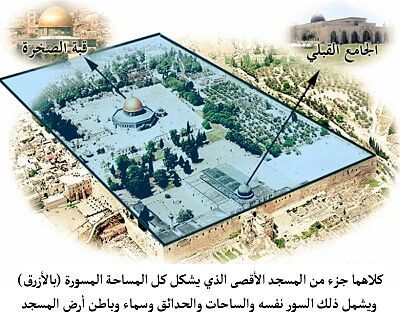 الجامع القبلي
قبة الصخرة
كلاهما جزء من المسجد الأقصى الذي يشكل كل المساحة المسورة (بالأزرق)
ويشمل ذلك السور نفسه والساحات والحدائق وسماء وباطن أرض المسجد